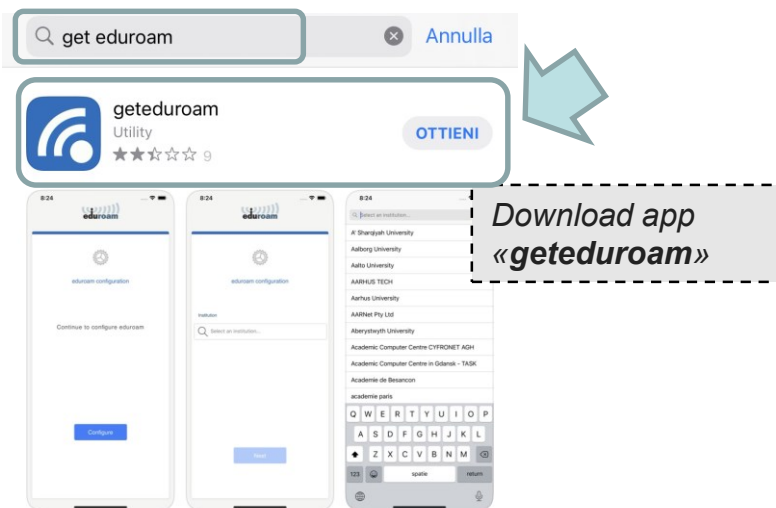 get eduroam
Annulla
geteduroam
Utility
9
OTTIENI
Download app
«geteduroam»
8:24
eduroam
eduroam configuration
Continue to configure eduroam
Configure
8:24
eduroam
eduroam configuration
Institution
Select an institution...
Next
8:24
Select an institution...
A' Sharqiyah University
Aalborg University
Aalto University
AARHUS TECH
Aarhus University
AARNet Pty Ltd
Aberystwyth University
Academic Computer Centre CYFRONET AGH
Academic Computer Centre in Gdansk - TASK
Academie de Besancon
academie paris
Q W E R T Y U I O P
A S D F G H J K L
Z X C V B N M
123 spatie return